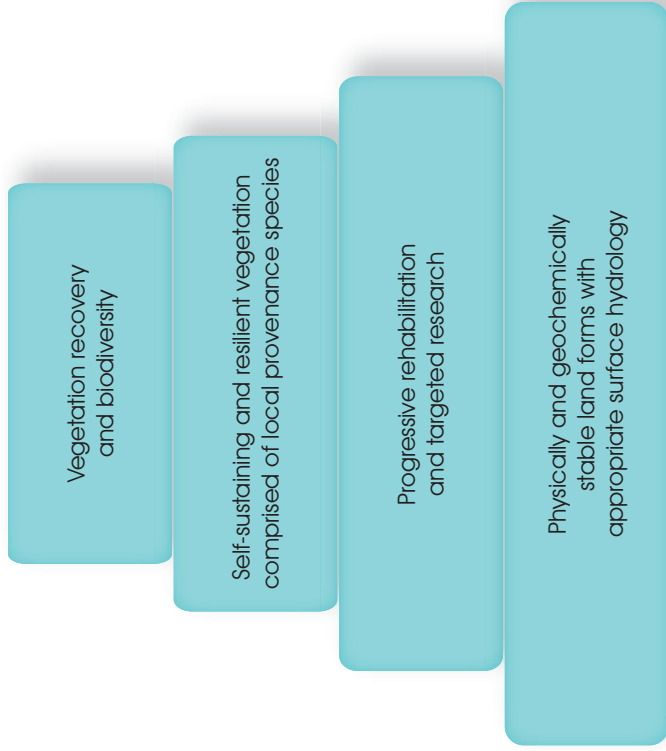 Vegetation recovery
and biodiversity
Self-sustaining and resilient vegetation
comprised of local provenance species
Progressive rehabilitation
and targeted research
Physically and geochemically
stable land forms with
appropriate surface hydrology